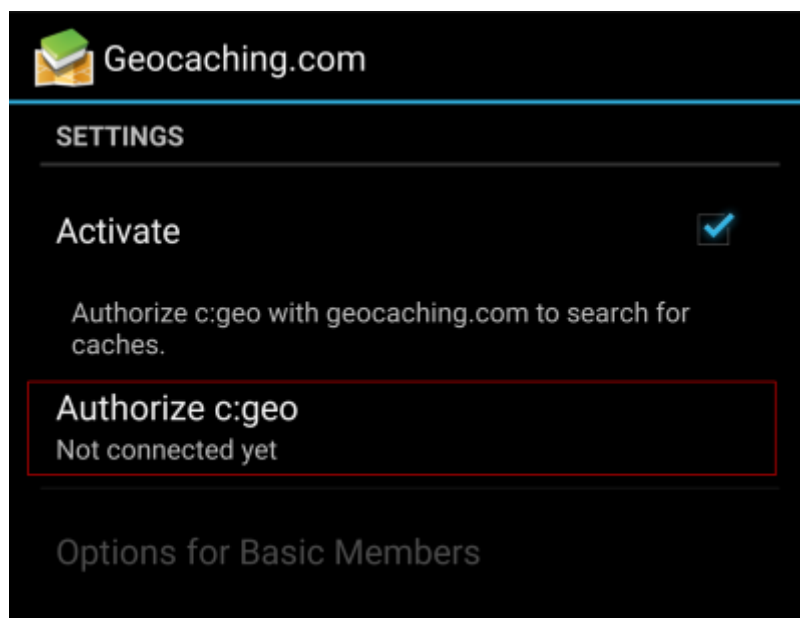 Geocaching.com
SETTINGS
Activate
Authorize c:geo with geocaching.com to search for
caches.
Authorize c:geo
Not connected yet
Options for Basic Members